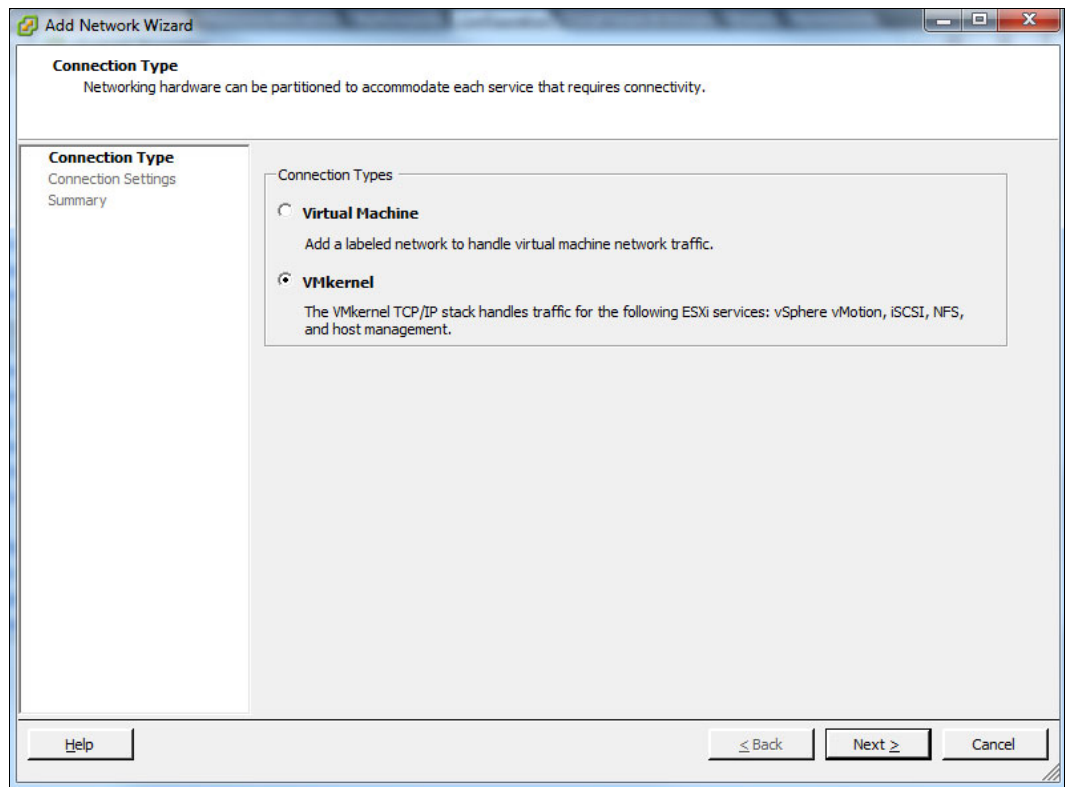 Add Network Wizard
Connection Type
Networking hardware can be partitioned to accommodate each service that requires connectivity.
Connection Type
Connection Settings
Summary
Connection Types
Virtual Machine
Add a labeled network to handle virtual machine network traffic.
VMkernel
The VMkernel TCP/IP stack handles traffic for the following ESXi services: vSphere vMotion, iSCSI, NFS,
and host management.
Help
< Back
Next >
Cancel